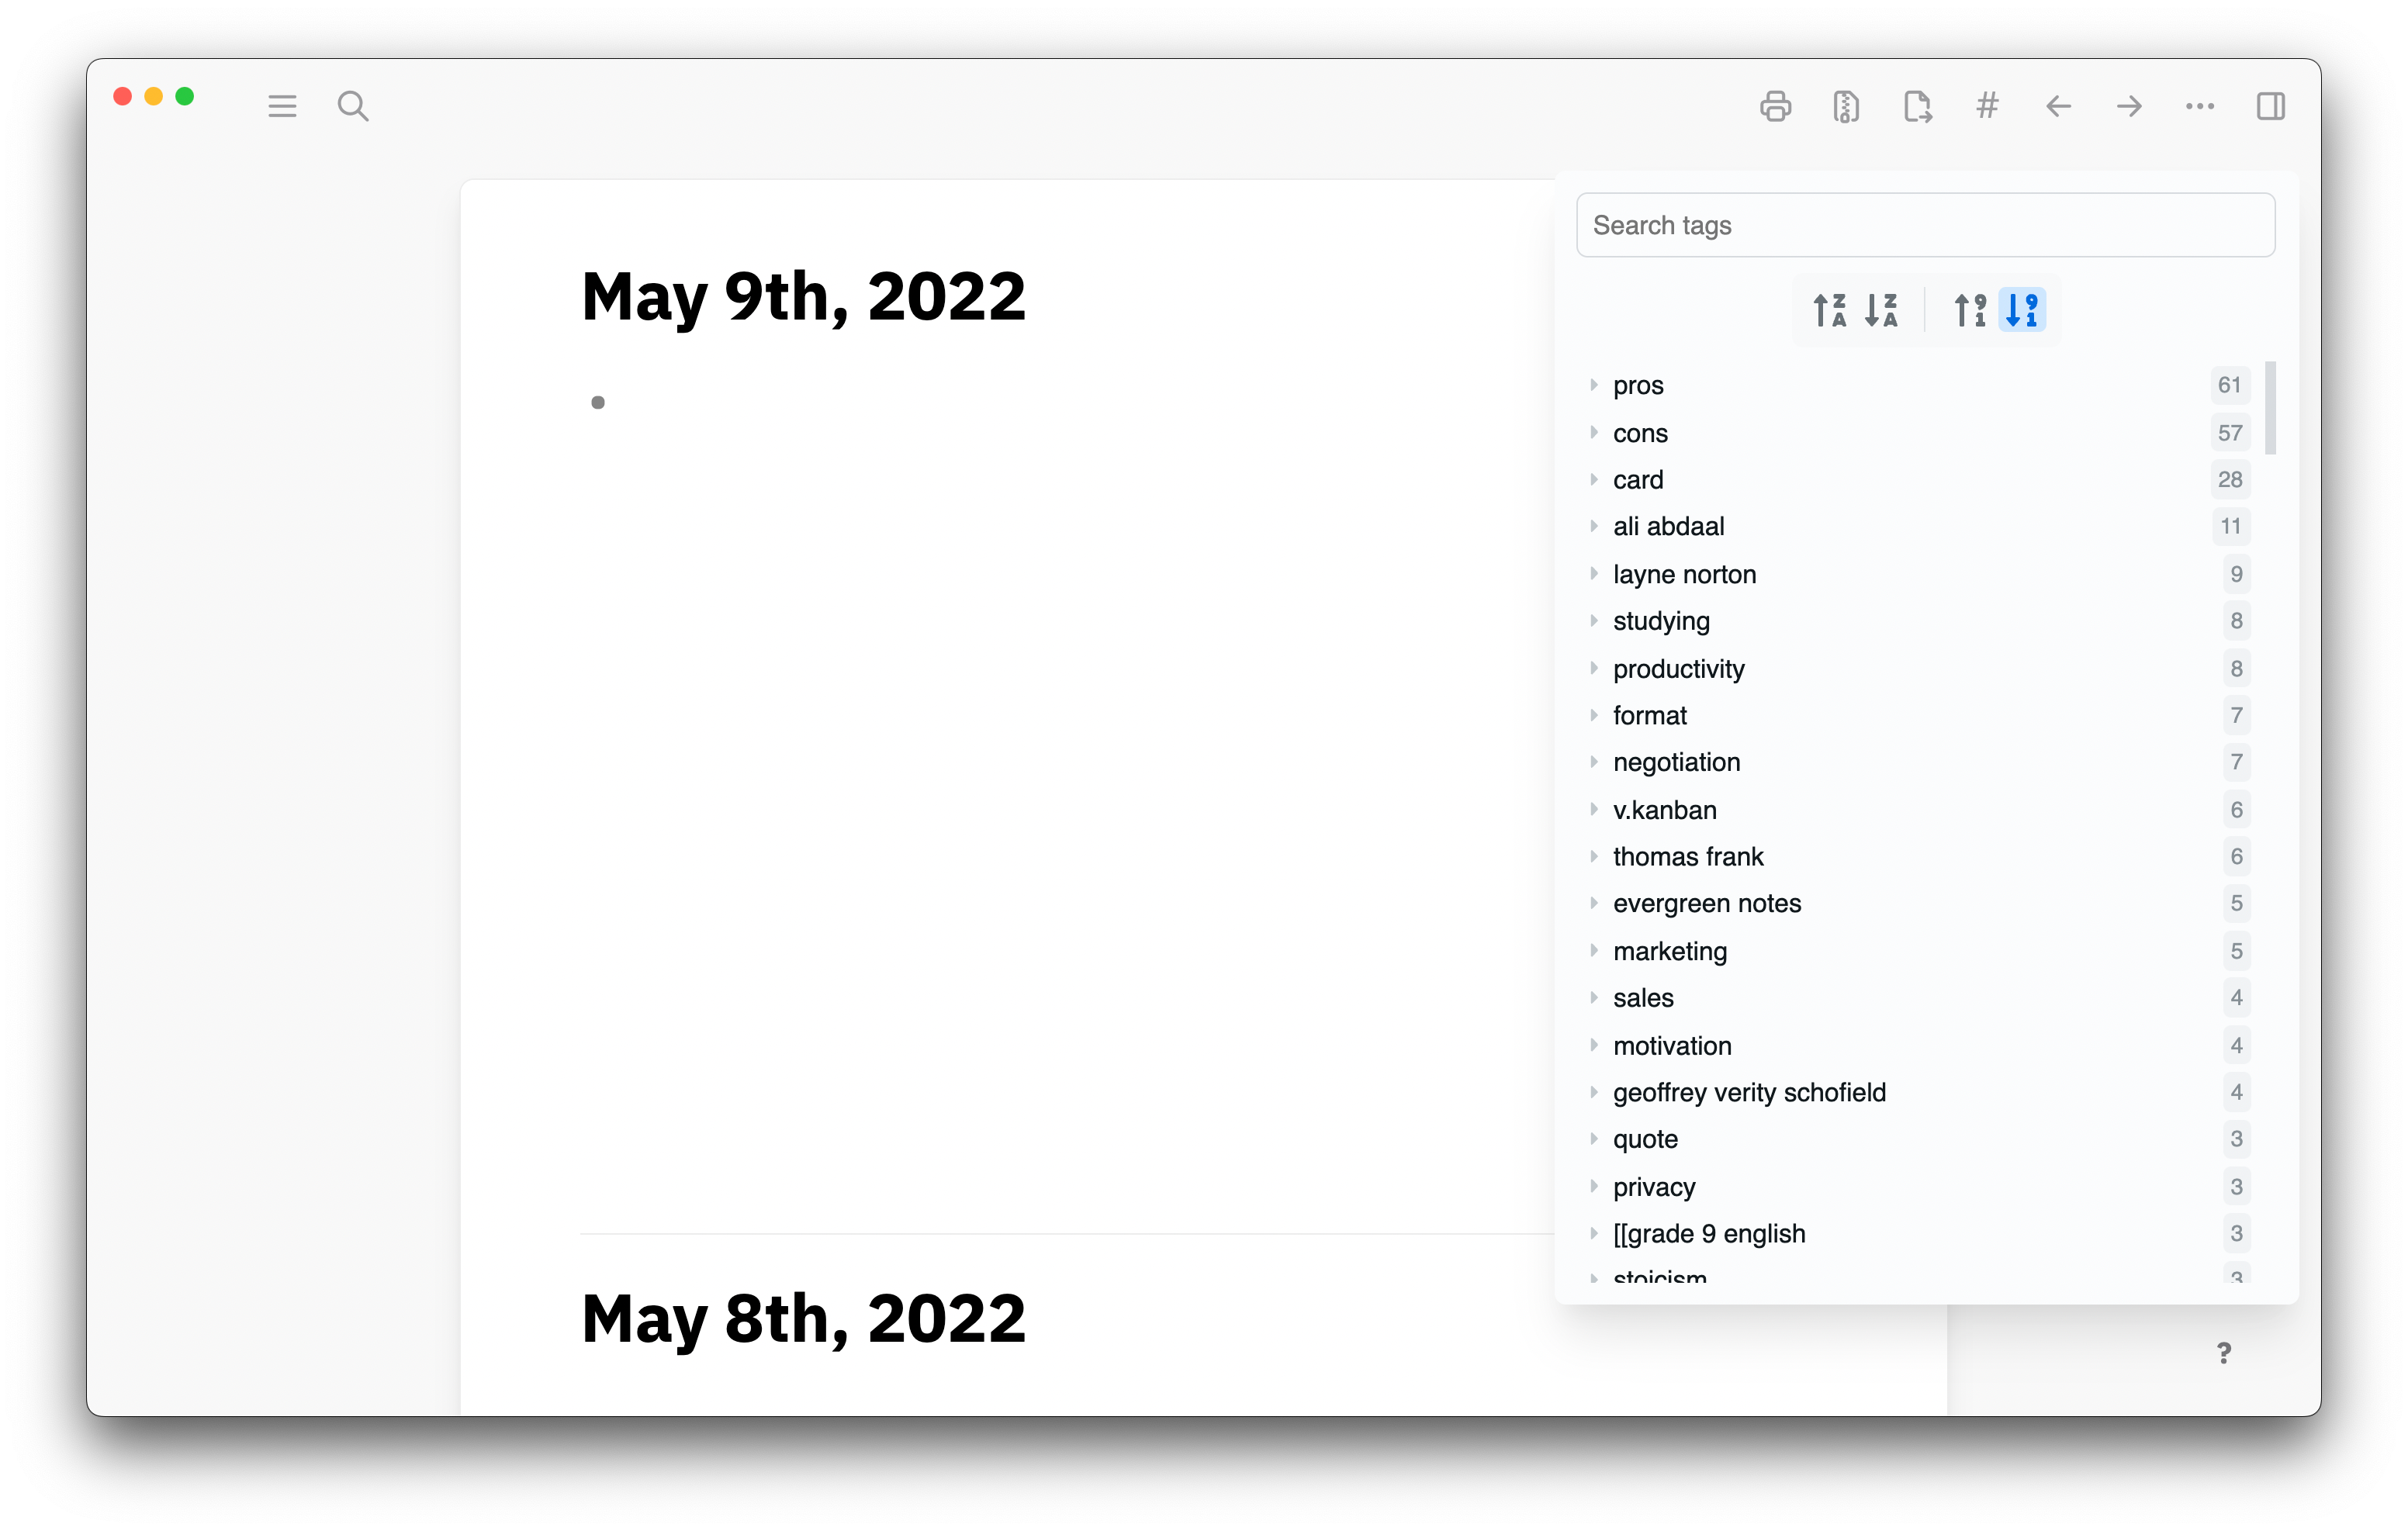 May 9th, 2022
May 8th, 2022
Search tags
pros 61
cons 57
card 28
ali abdaal 11
layne norton 9
studying 8
productivity 8
format 7
negotiation 7
v.kanban 6
thomas frank 6
evergreen notes 5
marketing 5
sales 4
motivation 4
geoffrey verity schofield 4
quote 3
privacy 3
[[grade 9 english 3
stoicism 3
?